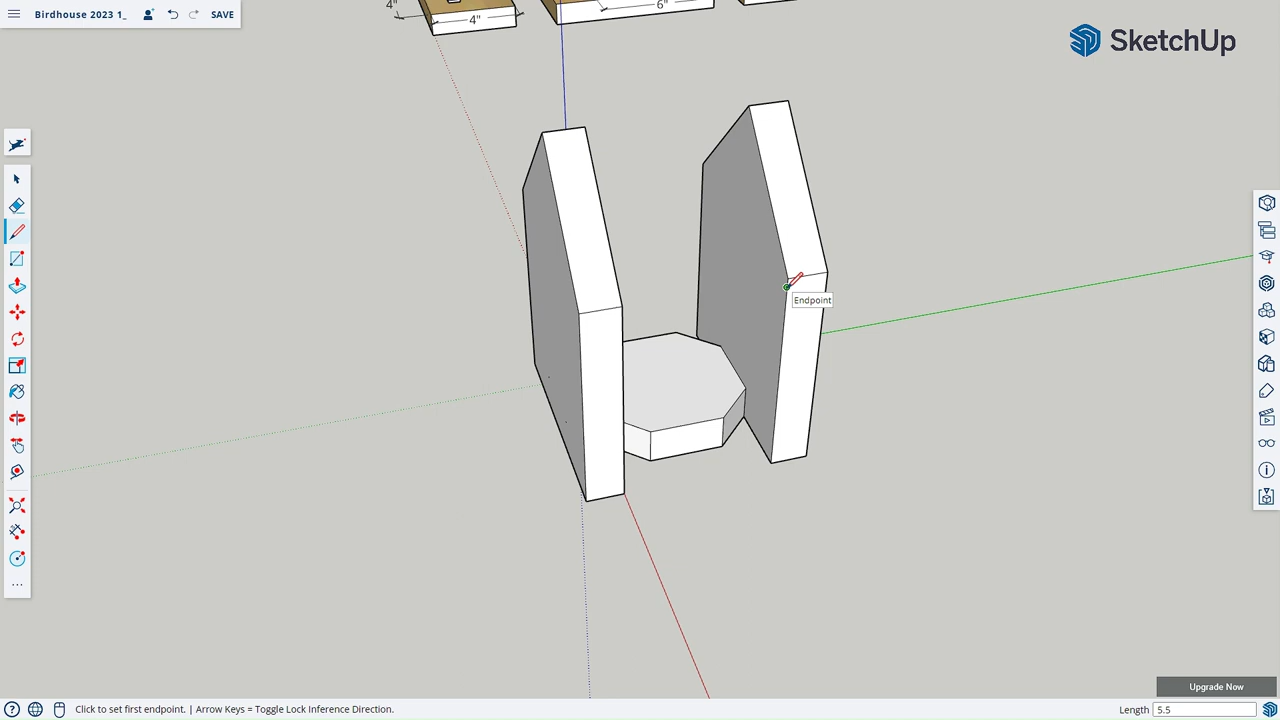 Birdhouse 2023 1_
SAVE
4"
4"
6"
SketchUp
Endpoint
Upgrade Now
Click to set first endpoint. | Arrow Keys = Toggle Lock Inference Direction.
Length 5.5